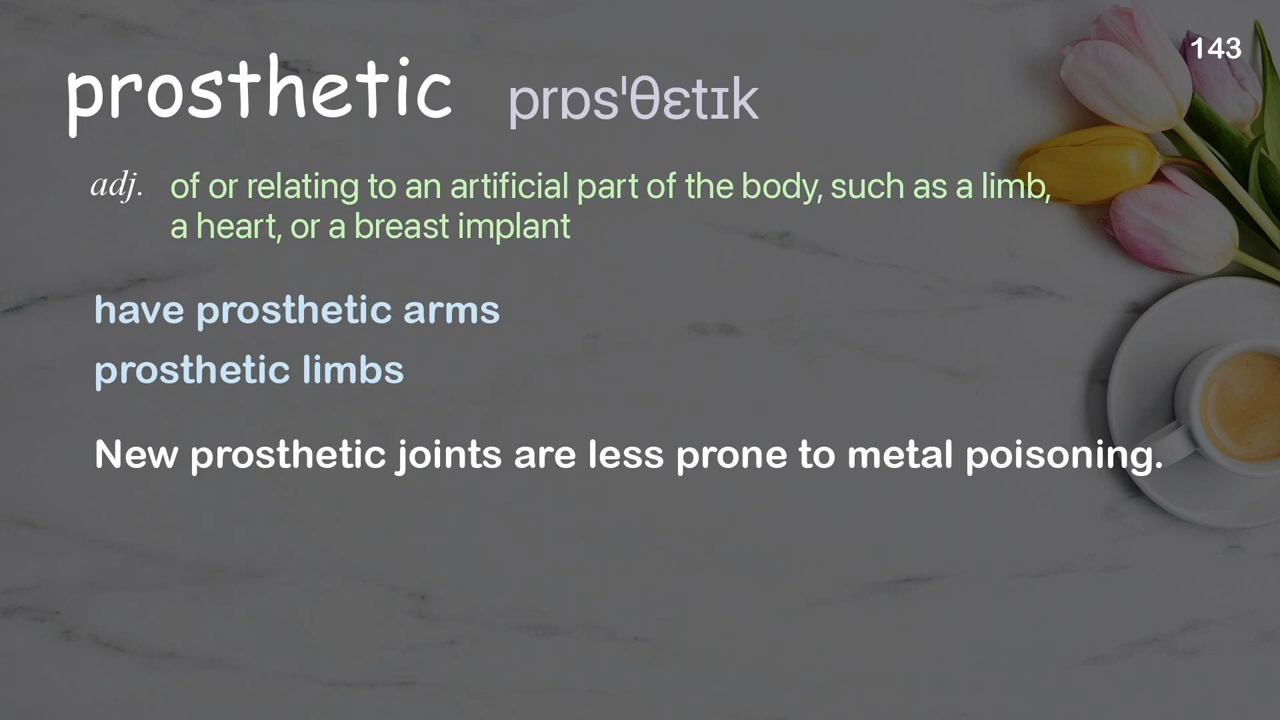 143
prosthetic prɒsˈθɛtɪk
adj. of or relating to an artificial part of the body, such as a limb,
a heart, or a breast implant
have prosthetic arms
prosthetic limbs
New prosthetic joints are less prone to metal poisoning.